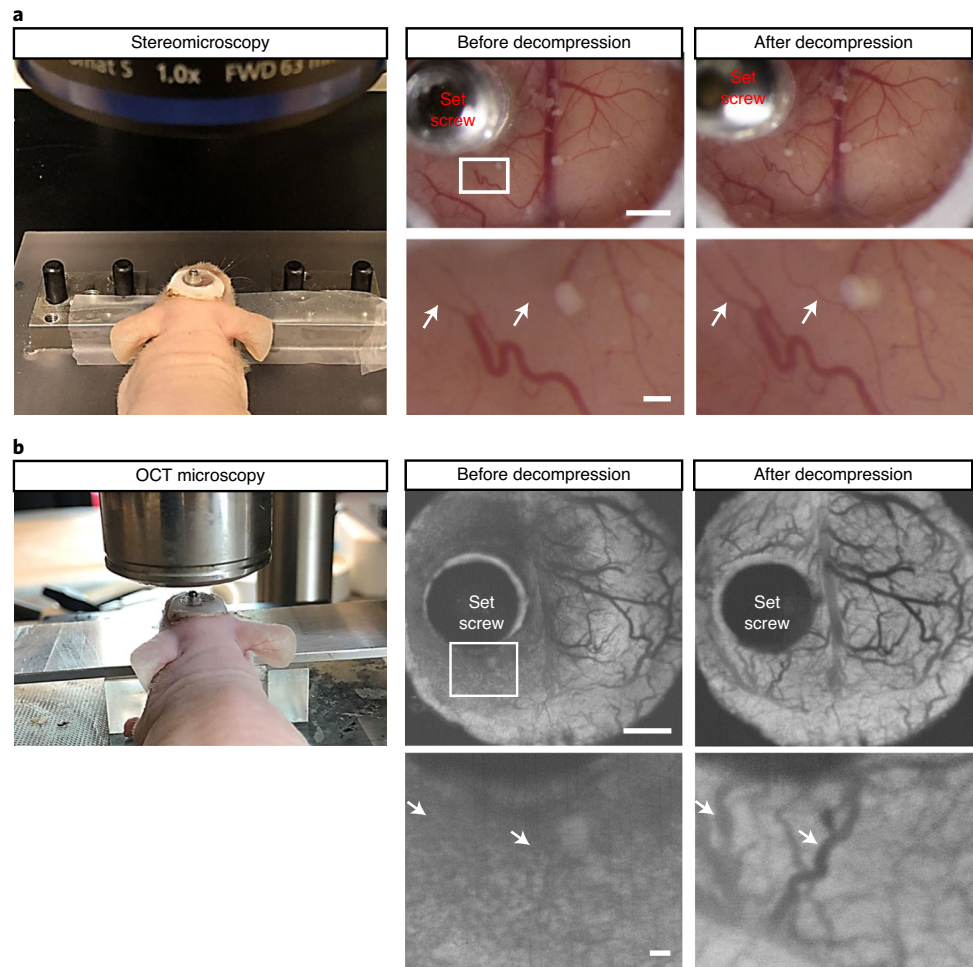 a
Stereomicroscopy
Before decompression
After decompression
1.0x FWD 63
Set
screw
Set
screw
b
OCT microscopy
Before decompression
After decompression
Set
screw
Set
screw